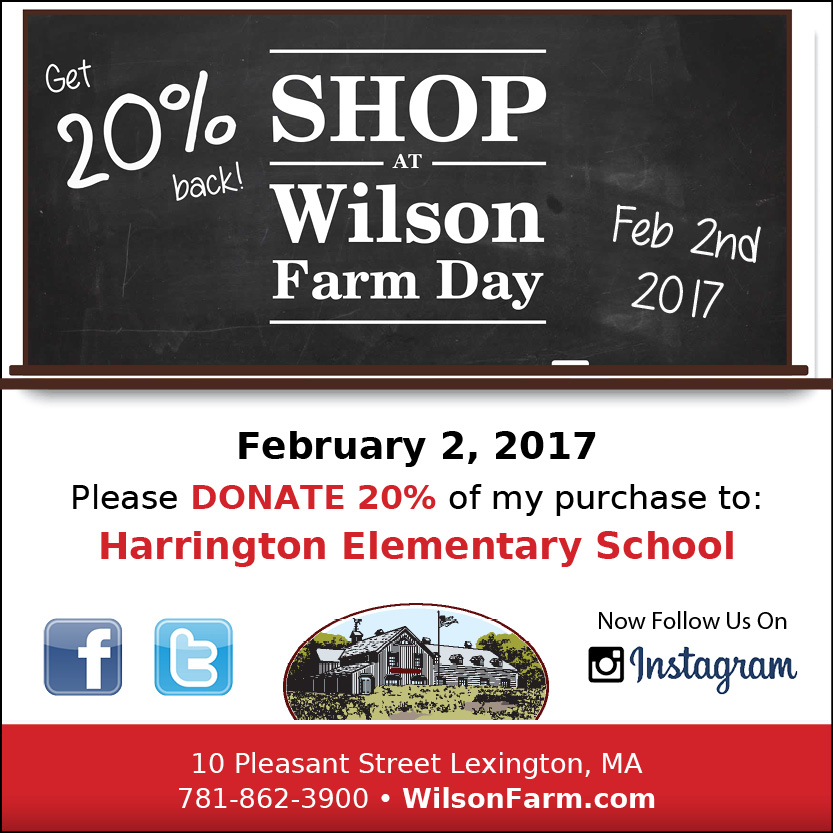 Get
20%
back!
SHOP
AT
Wilson
Farm Day
Feb 2nd
2017
February 2, 2017
Please DONATE 20% of my purchase to:
Harrington Elementary School
f
t
Now Follow Us On
Instagram
10 Pleasant Street Lexington, MA
781-862-3900 • WilsonFarm.com